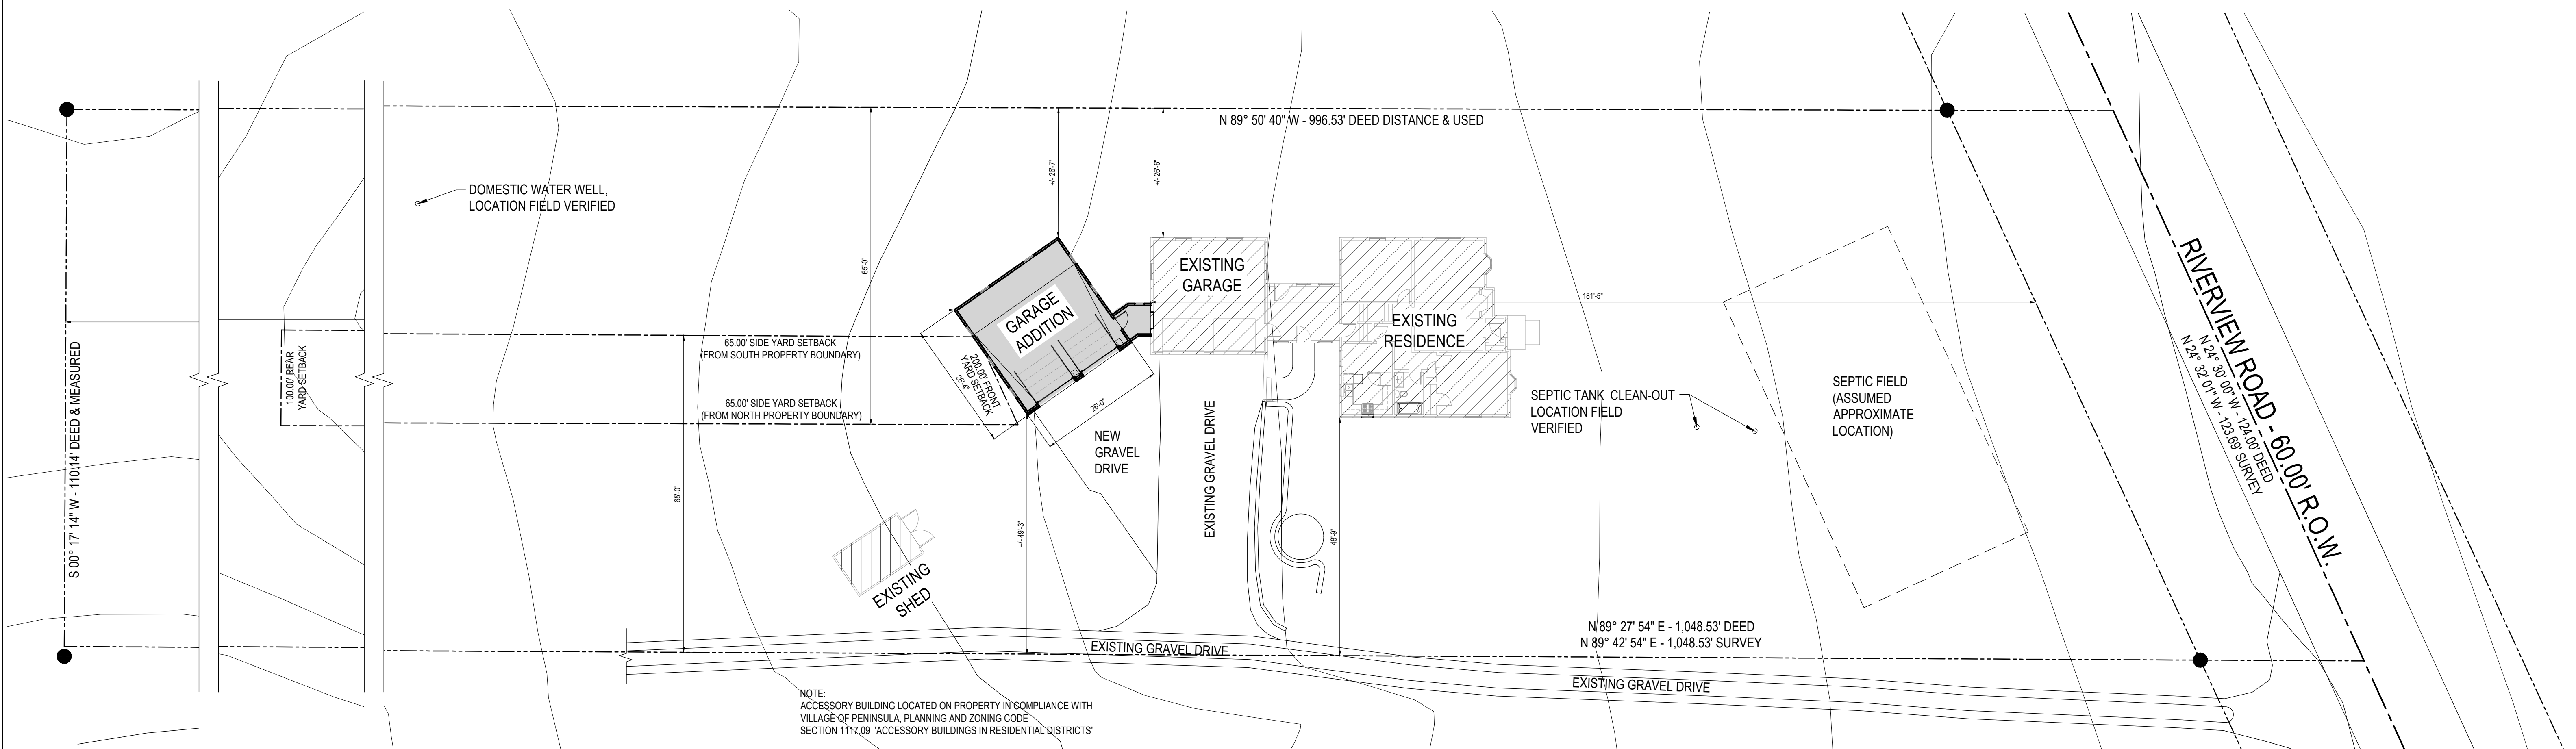 N 89° 50' 40" W - 996.53' DEED DISTANCE & USED
DOMESTIC WATER WELL,
LOCATION FIELD VERIFIED
+/- 26'-7"
+/- 26'-6"
65'-0"
EXISTING
GARAGE
GARAGE
ADDITION
181'-5"
EXISTING
RESIDENCE
RIVERVIEW ROAD - 60.00' R.O.W.
N 24° 30' 00" W - 124.00' DEED
N 24° 32' 01" W - 123.69' SURVEY
S 00° 17' 14" W - 110.14' DEED & MEASURED
100.00' REAR
YARD SETBACK
65.00' SIDE YARD SETBACK
(FROM SOUTH PROPERTY BOUNDARY)
200.00' FRONT
YARD SETBACK
26'-4"
65.00' SIDE YARD SETBACK
(FROM NORTH PROPERTY BOUNDARY)
26'-0"
NEW
GRAVEL
DRIVE
EXISTING GRAVEL DRIVE
SEPTIC TANK CLEAN-OUT
LOCATION FIELD
VERIFIED
SEPTIC FIELD
(ASSUMED
APPROXIMATE
LOCATION)
65'-0"
+/- 49'-3"
48'-9"
EXISTING
SHED
N 89° 27' 54" E - 1,048.53' DEED
N 89° 42' 54" E - 1,048.53' SURVEY
EXISTING GRAVEL DRIVE
EXISTING GRAVEL DRIVE
NOTE:
ACCESSORY BUILDING LOCATED ON PROPERTY IN COMPLIANCE WITH
VILLAGE OF PENINSULA, PLANNING AND ZONING CODE
SECTION 1117.09 'ACCESSORY BUILDINGS IN RESIDENTIAL DISTRICTS'